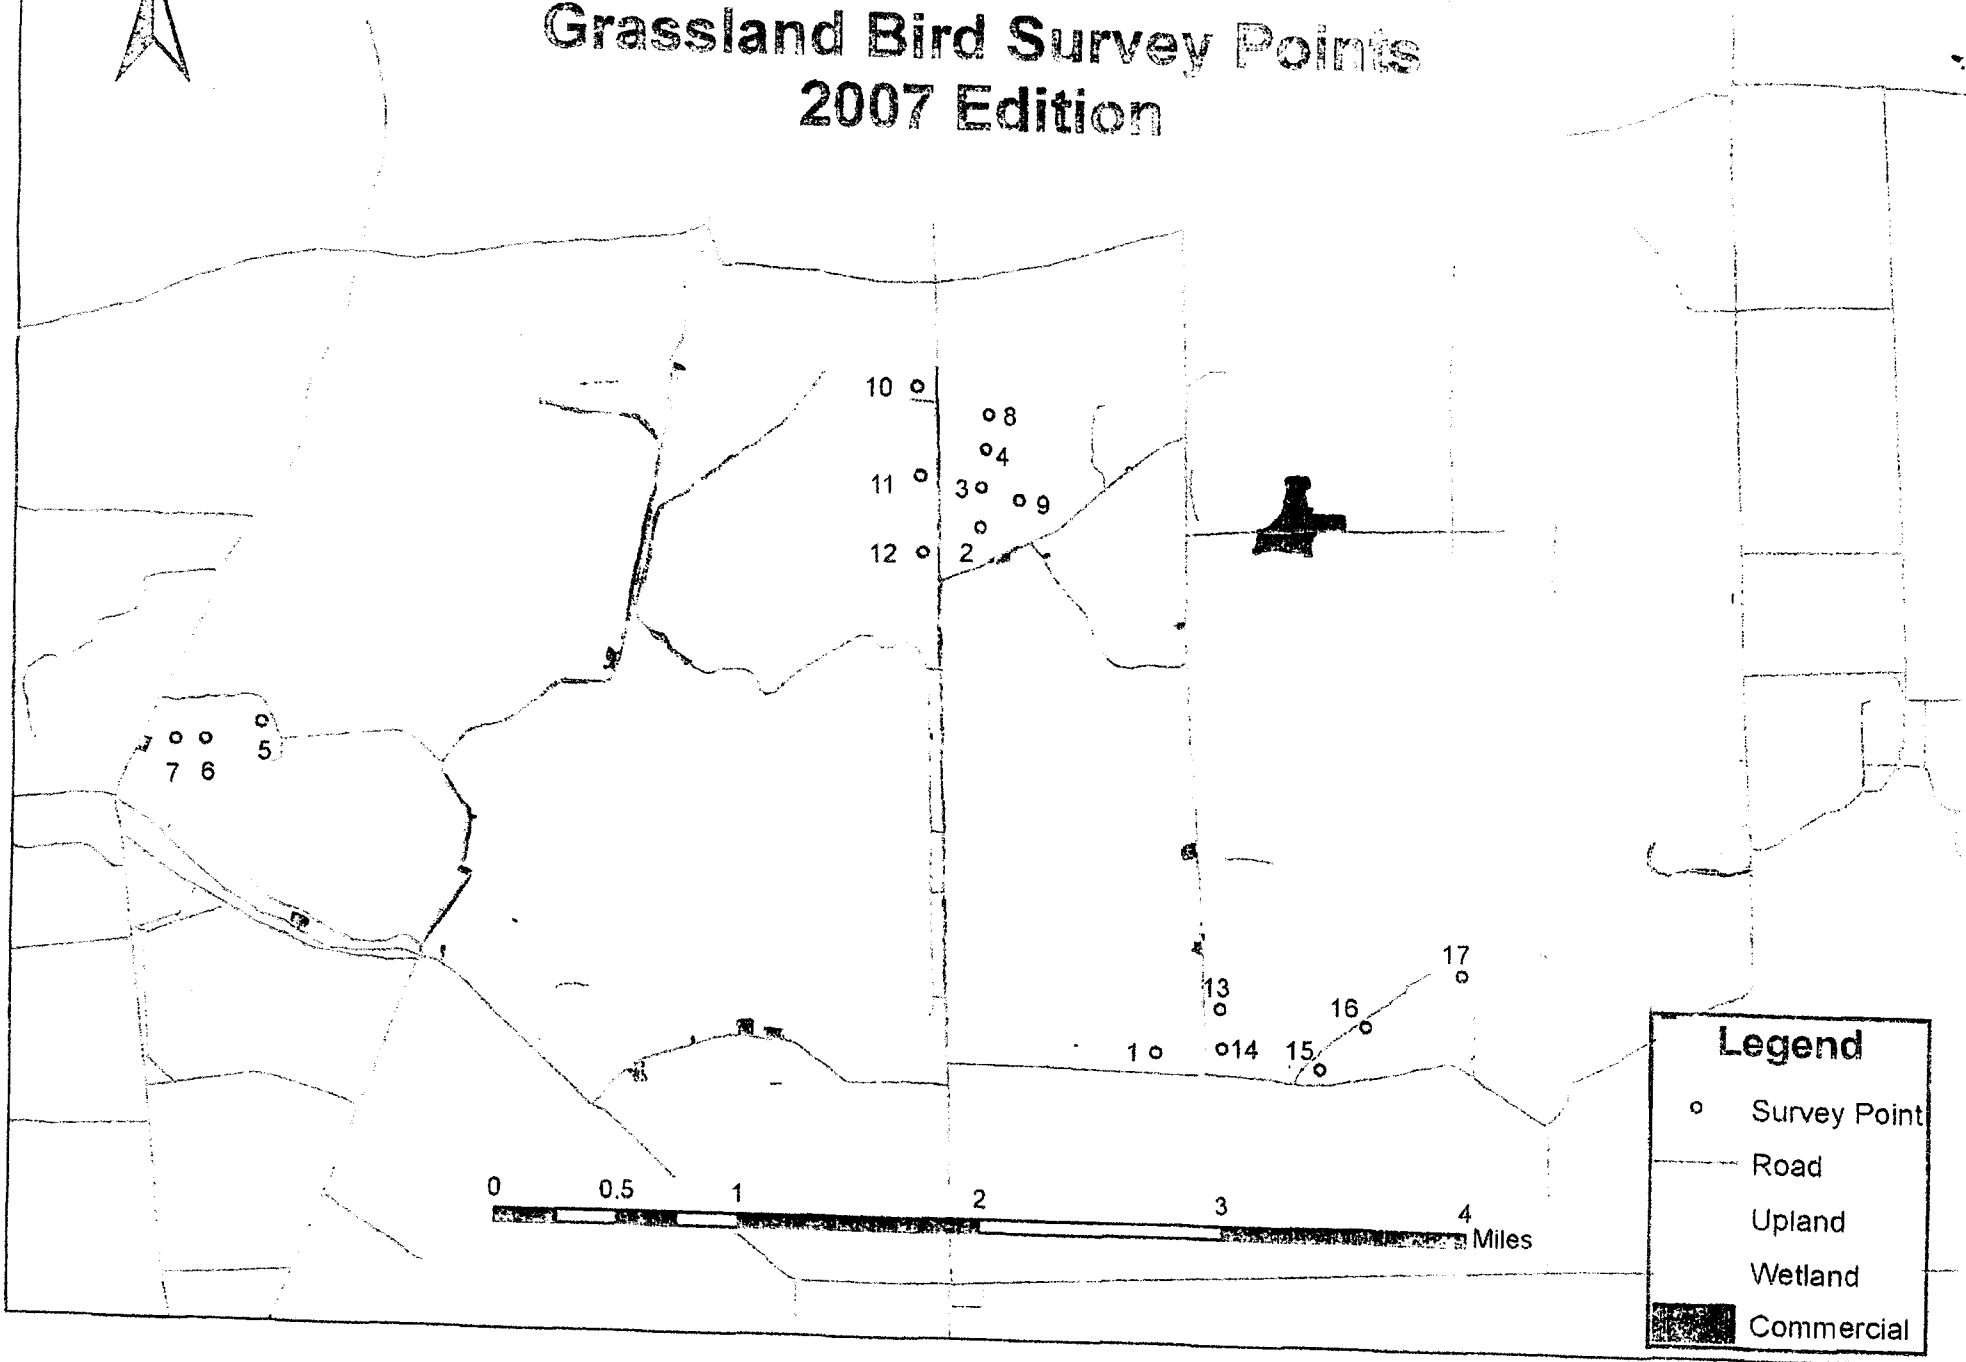 Grassland Bird Survey Points
2007 Edition
10
8
4
11
3
9
12
2
5
7
6
17
13
16
1
14
15
Legend
Survey Point
Road
Upland
Wetland
Commercial
0 0.5 1 2 3 4
Miles